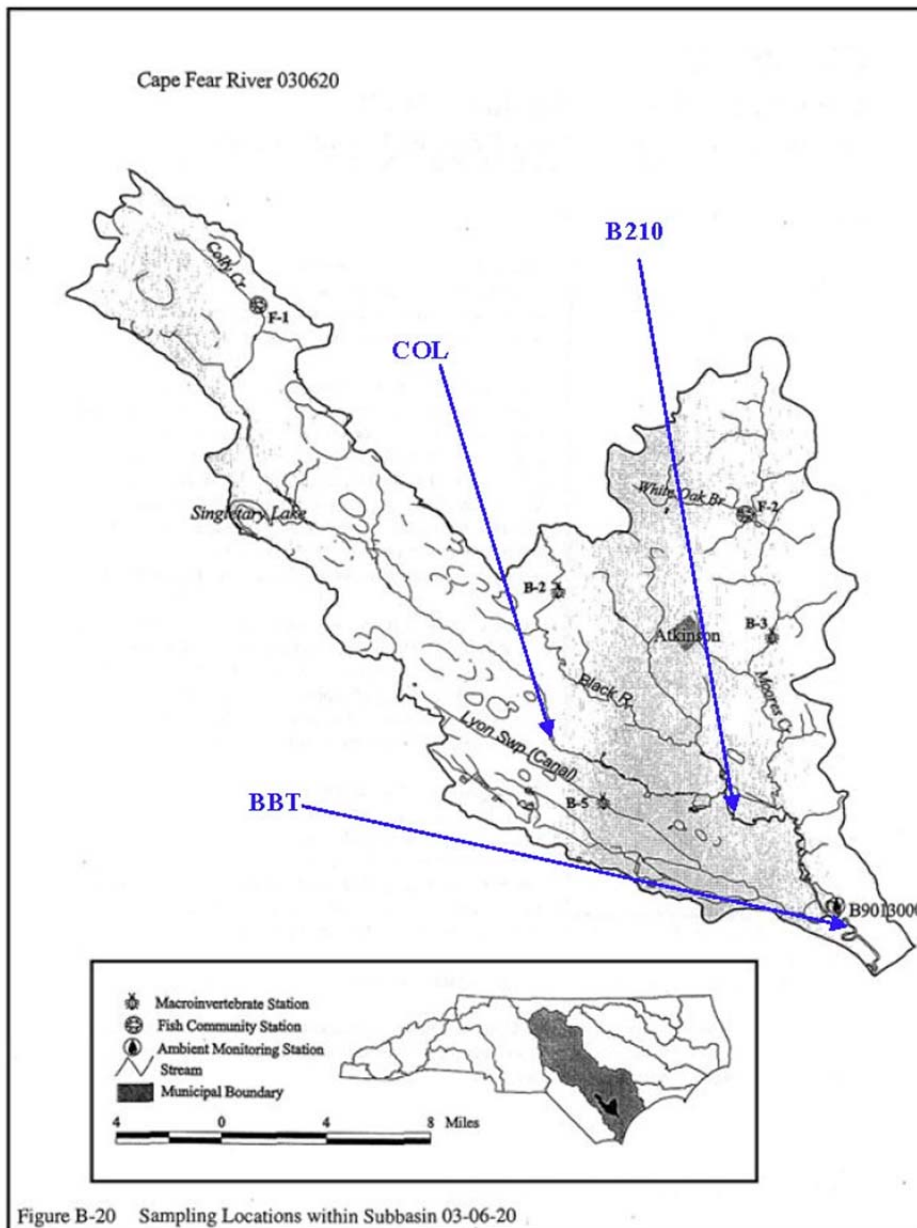 Cape Fear River 030620
B210
Colly Cr.
F-1
COL
White Oak Br
F-2
Singletary Lake
B-2
B-3
Atkinson
Black R.
Moores Cr.
Lyon Swp (Canal)
BBT
B-5
B9013000
Macroinvertebrate Station
Fish Community Station
Ambient Monitoring Station
Stream
Municipal Boundary
4 0 4 8 Miles
Figure B-20 Sampling Locations within Subbasin 03-06-20